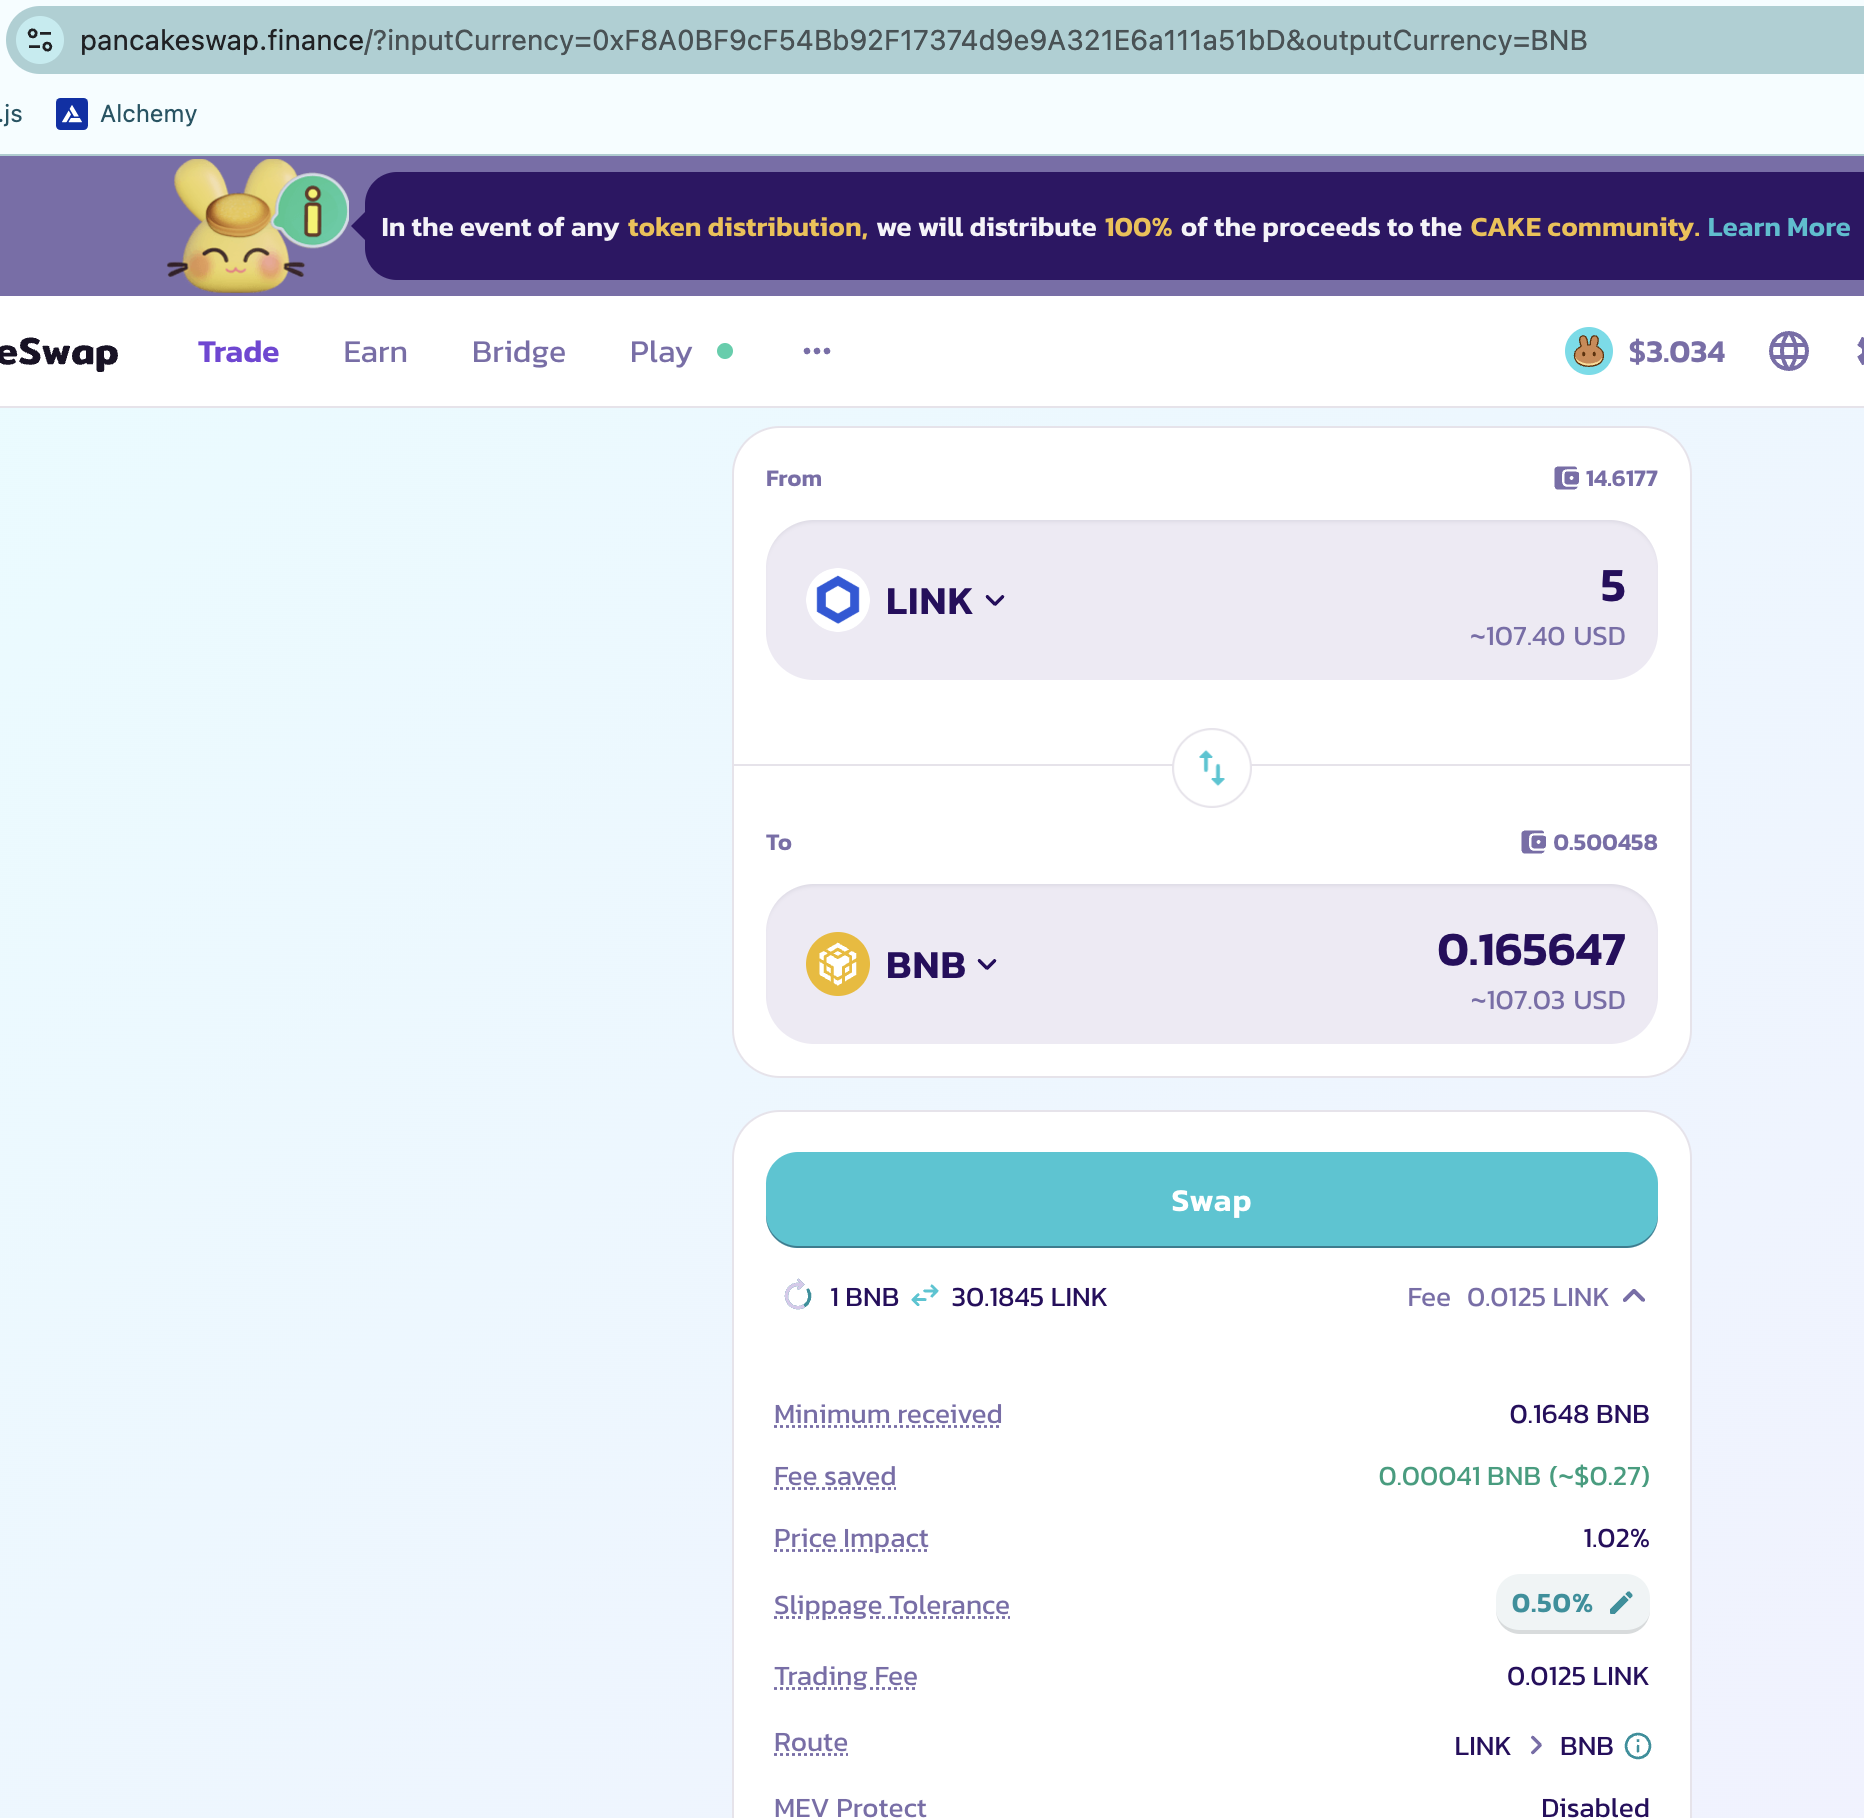 pancakeswap.finance/?inputCurrency=0xF8A0BF9cF54Bb92F17374d9e9A321E6a111a51bD&outputCurrency=BNB
.js Alchemy
In the event of any token distribution, we will distribute 100% of the proceeds to the CAKE community. Learn More
eSwap Trade Earn Bridge Play ••• $3.034
From 14.6177
LINK 5
~107.40 USD
To 0.500458
BNB 0.165647
~107.03 USD
Swap
1 BNB 30.1845 LINK Fee 0.0125 LINK
Minimum received 0.1648 BNB
Fee saved 0.00041 BNB (~$0.27)
Price Impact 1.02%
Slippage Tolerance 0.50%
Trading Fee 0.0125 LINK
Route LINK > BNB
MEV Protect Disabled